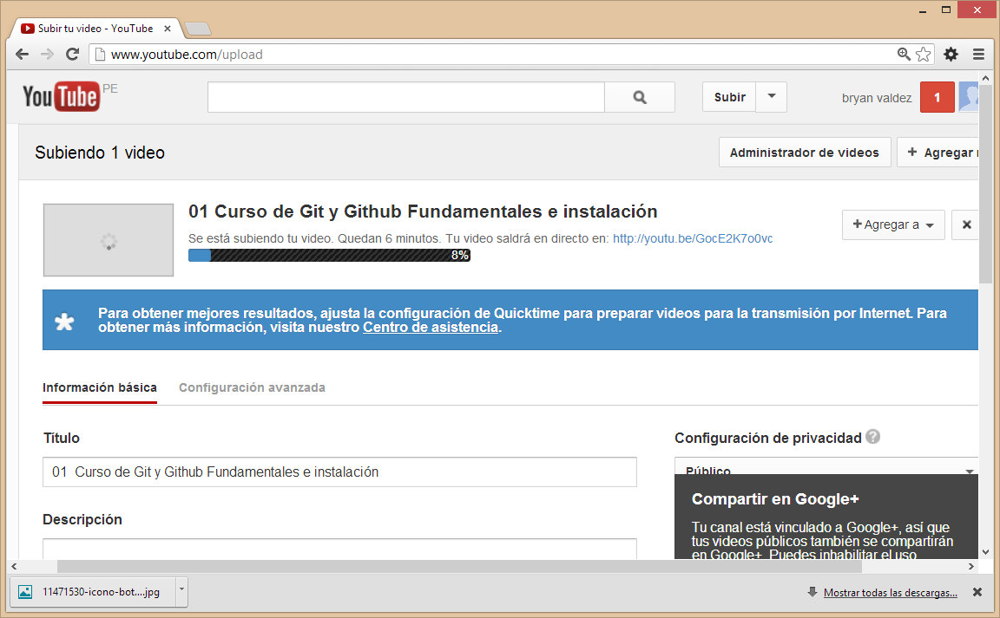 Subir tu video - YouTube
www.youtube.com/upload
YouTube PE
Subir
bryan valdez
1
Subiendo 1 video
Administrador de videos
+ Agregar
01 Curso de Git y Github Fundamentales e instalación
Se está subiendo tu video. Quedan 6 minutos. Tu video saldrá en directo en: http://youtu.be/GocE2K7o0vc
+ Agregar a
8%
Para obtener mejores resultados, ajusta la configuración de Quicktime para preparar videos para la transmisión por Internet. Para
obtener más información, visita nuestro Centro de asistencia.
Información básica
Configuración avanzada
Título
01 Curso de Git y Github Fundamentales e instalación
Descripción
Configuración de privacidad ?
Público
Compartir en Google+
Tu canal está vinculado a Google+, así que
tus videos públicos también se compartirán
en Google+. Puedes inhabilitar el uso
11471530-icono-bot....jpg
Mostrar todas las descargas...